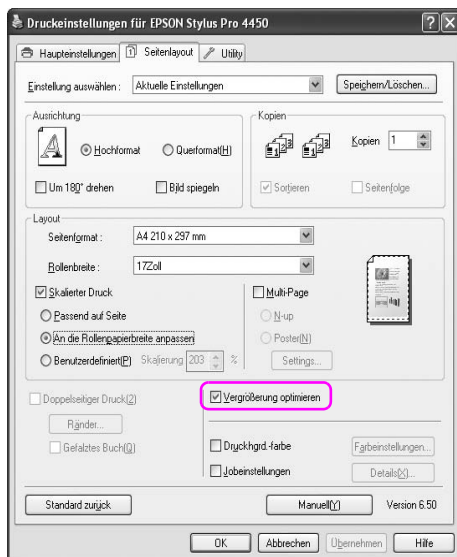 Druckeinstellungen für EPSON Stylus Pro 4450
Haupteinstellungen Seitenlayout Utility
Einstellung auswählen : Aktuelle Einstellungen Speichern/Löschen...
Ausrichtung Kopien
A Hochformat Querformat(H) Kopien 1
Um 180° drehen Bild spiegeln Sortieren Seitenfolge
Layout
Seitenformat : A4 210 x 297 mm
Rollenbreite : 17Zoll
Skalierter Druck Multi-Page
Passend auf Seite N-up
An die Rollenpapierbreite anpassen Poster(N)
Benutzerdefiniert(P) Skalierung 203 % Settings...
Doppelseitiger Druck(2) Vergrößerung optimieren
Ränder...
Gefalztes Buch(Q) Druckhgrd.-farbe Farbeinstellungen...
Jobeinstellungen Details(X)...
Standard zurück Manuell(Y) Version 6.50
OK Abbrechen Übernehmen Hilfe